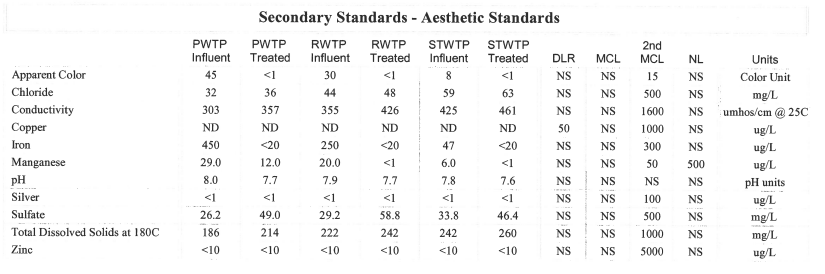 Secondary Standards - Aesthetic Standards
PWTP Influent PWTP Treated RWTP Influent RWTP Treated STWTP Influent STWTP Treated DLR MCL 2nd MCL NL Units
Apparent Color 45 <1 30 <1 8 <1 NS NS 15 NS Color Unit
Chloride 32 36 44 48 59 63 NS NS 500 NS mg/L
Conductivity 303 357 355 426 425 461 NS NS 1600 NS umhos/cm @ 25C
Copper ND ND ND ND ND ND 50 NS 1000 NS ug/L
Iron 450 <20 250 <20 47 <20 NS NS 300 NS ug/L
Manganese 29.0 12.0 20.0 <1 6.0 <1 NS NS 50 500 ug/L
pH 8.0 7.7 7.9 7.7 7.8 7.6 NS NS NS NS pH units
Silver <1 <1 <1 <1 <1 <1 NS NS 100 NS ug/L
Sulfate 26.2 49.0 29.2 58.8 33.8 46.4 NS NS 500 NS mg/L
Total Dissolved Solids at 180C 186 214 222 242 242 260 NS NS 1000 NS mg/L
Zinc <10 <10 <10 <10 <10 <10 NS NS 5000 NS ug/L